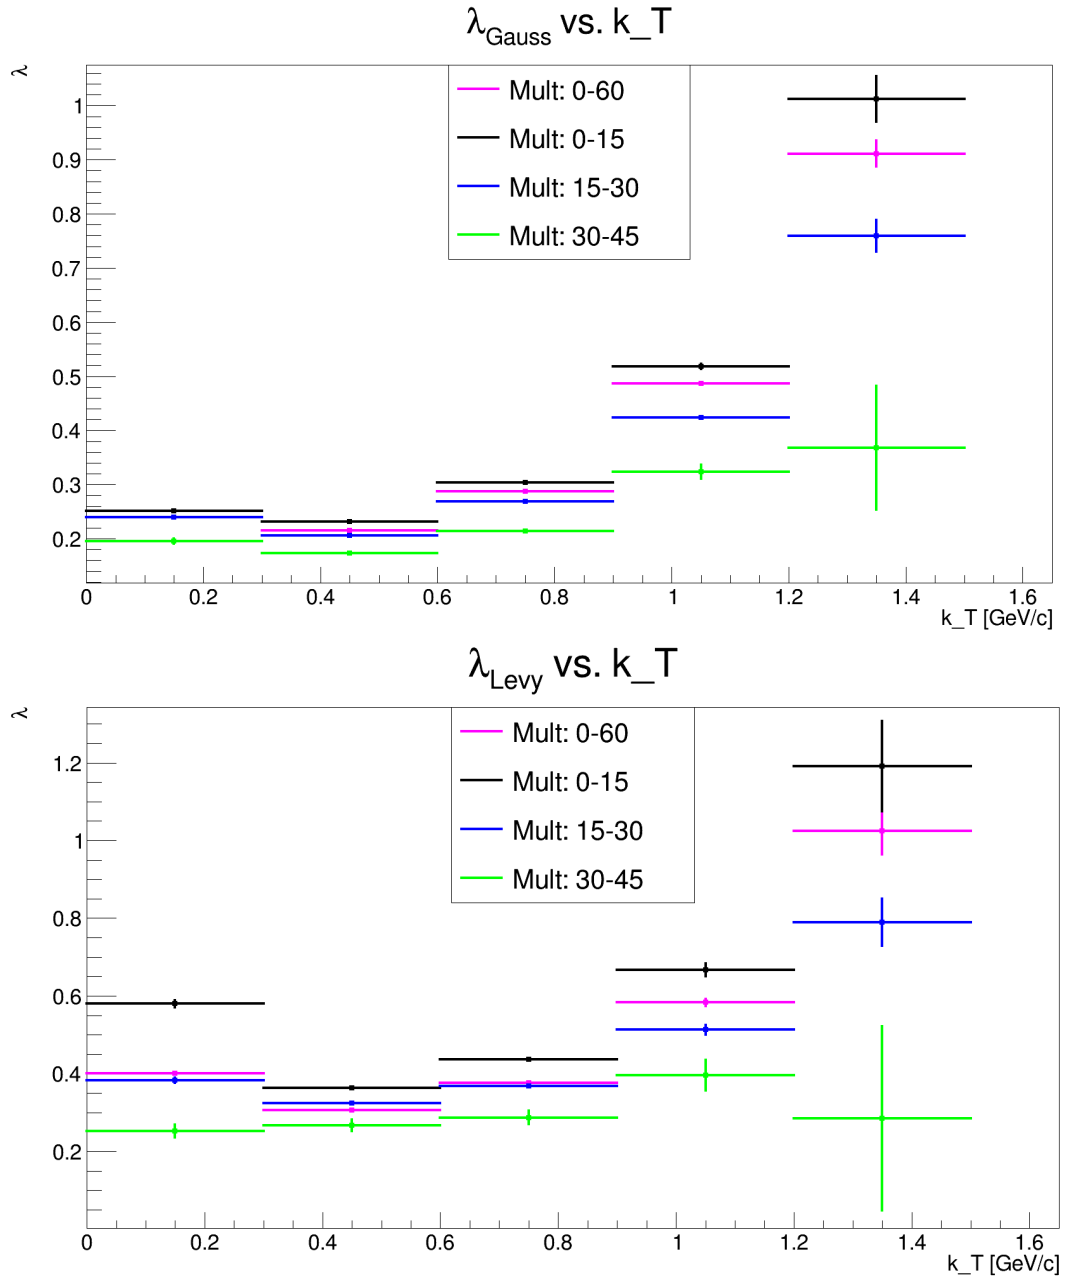 λGauss vs. k_T
λ
Mult: 0-60
Mult: 0-15
Mult: 15-30
Mult: 30-45
1
0.9
0.8
0.7
0.6
0.5
0.4
0.3
0.2
0 0.2 0.4 0.6 0.8 1 1.2 1.4 1.6
k_T [GeV/c]
λLevy vs. k_T
λ
Mult: 0-60
Mult: 0-15
Mult: 15-30
Mult: 30-45
1.2
1
0.8
0.6
0.4
0.2
0 0.2 0.4 0.6 0.8 1 1.2 1.4 1.6
k_T [GeV/c]